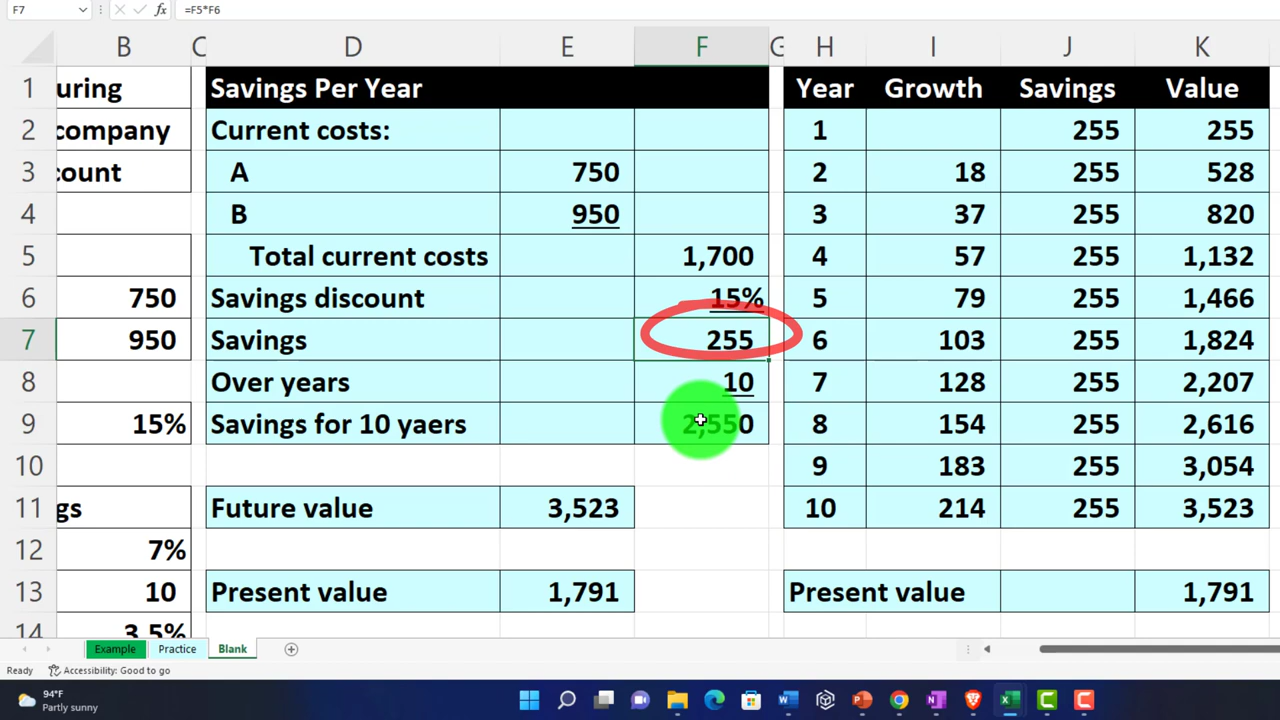 F7 fx =F5*F6
B C D E F G H I J K
1 uring Savings Per Year Year Growth Savings Value
2 company Current costs: 1 255 255
3 count A 750 2 18 255 528
4 B 950 3 37 255 820
5 Total current costs 1,700 4 57 255 1,132
6 750 Savings discount 15% 5 79 255 1,466
7 950 Savings 255 6 103 255 1,824
8 Over years 10 7 128 255 2,207
9 15% Savings for 10 yaers 2,550 8 154 255 2,616
10 9 183 255 3,054
11 gs Future value 3,523 10 214 255 3,523
12 7%
13 10 Present value 1,791 Present value 1,791
14 3.5%
Example Practice Blank
Ready Accessibility: Good to go
94°F
Partly sunny